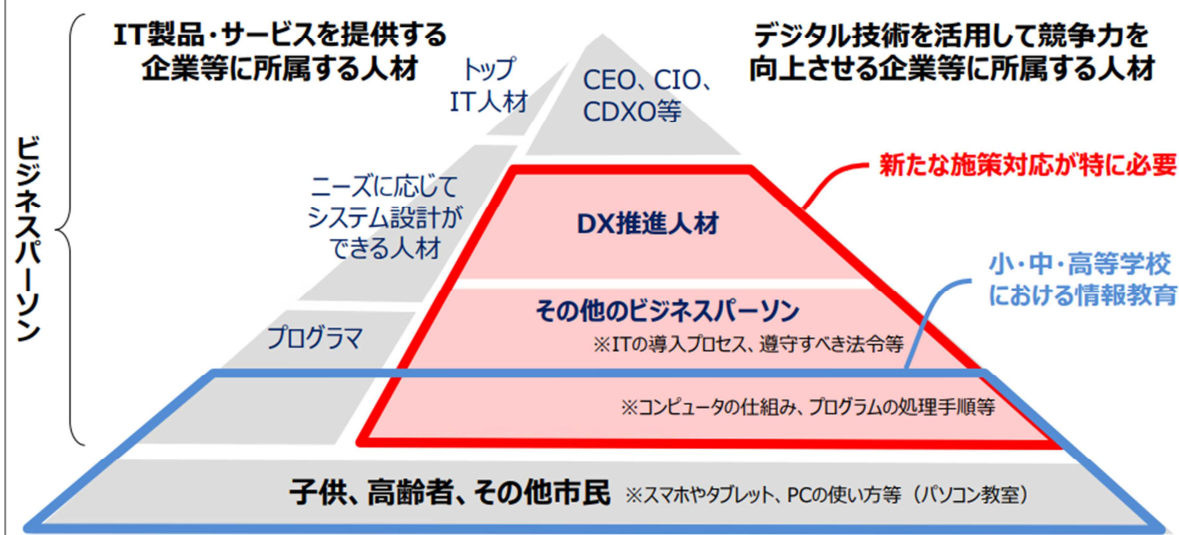 IT製品・サービスを提供する
企業等に所属する人材
デジタル技術を活用して競争力を
向上させる企業等に所属する人材
ビジネスパーソン
トップ
IT人材
CEO、CIO、
CDXO等
新たな施策対応が特に必要
ニーズに応じて
システム設計が
できる人材
DX推進人材
小・中・高等学校
における情報教育
プログラマ
その他のビジネスパーソン
※ITの導入プロセス、遵守すべき法令等
※コンピュータの仕組み、プログラムの処理手順等
子供、高齢者、その他市民 ※スマホやタブレット、PCの使い方等（パソコン教室）